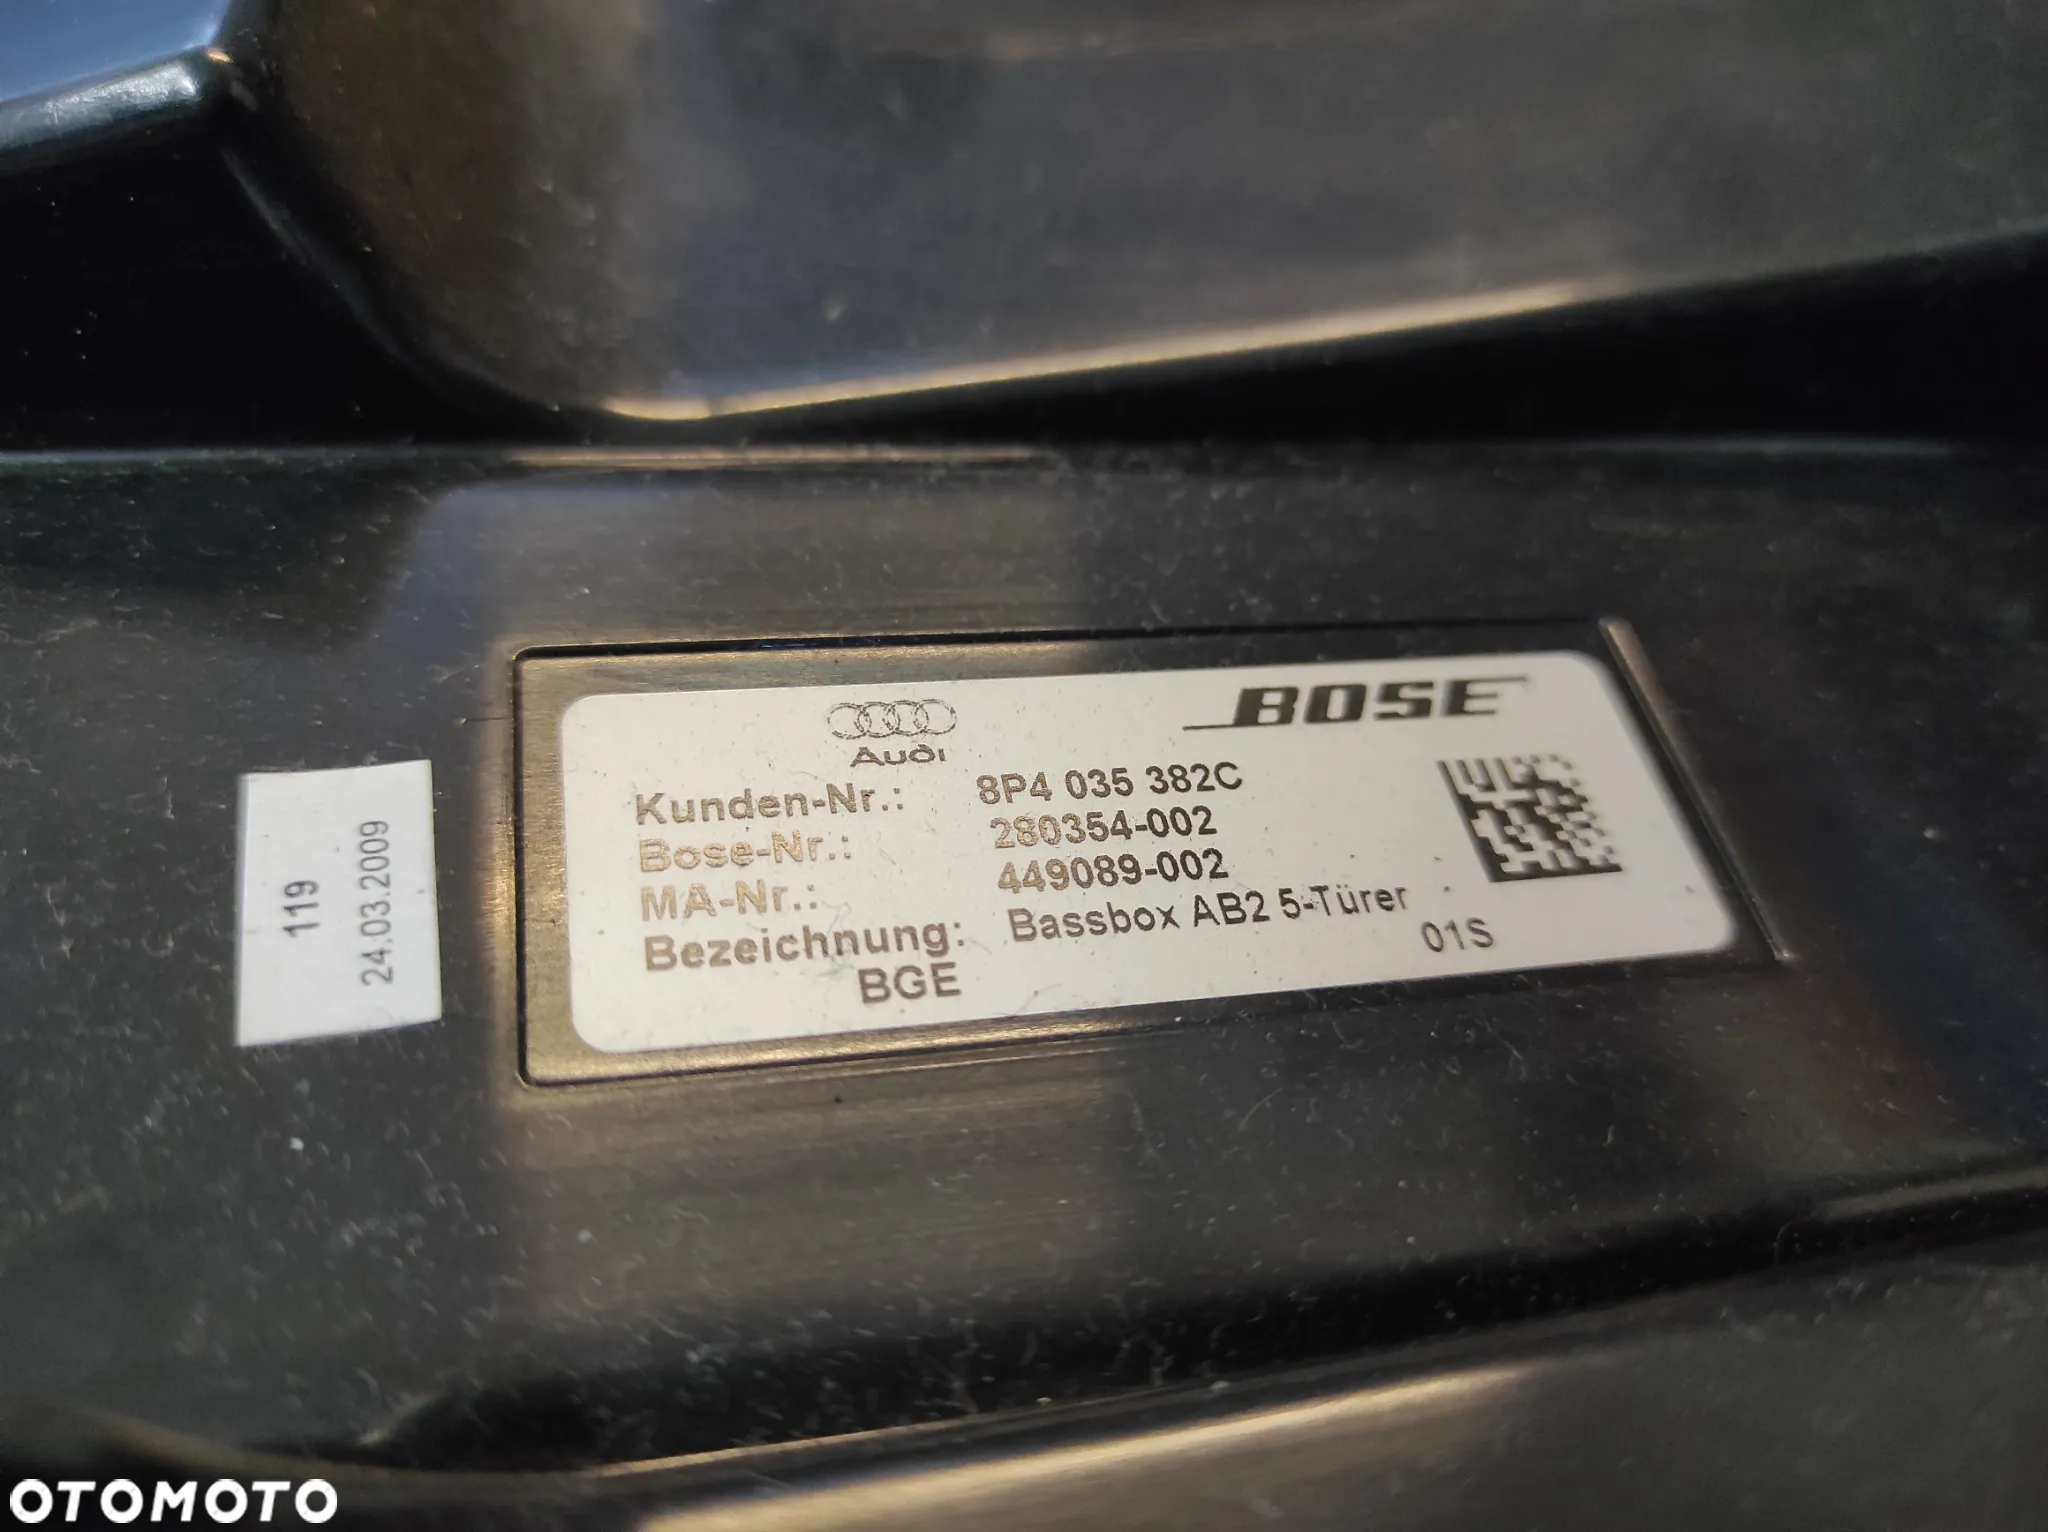 Audi
BOSE
Kunden-Nr.: 8P4 035 382C
Bose-Nr.: 280354-002
MA-Nr.: 449089-002
Bezeichnung: Bassbox AB2 5-Türer
BGE 01S
119
24.03.2009
OTOMOTO